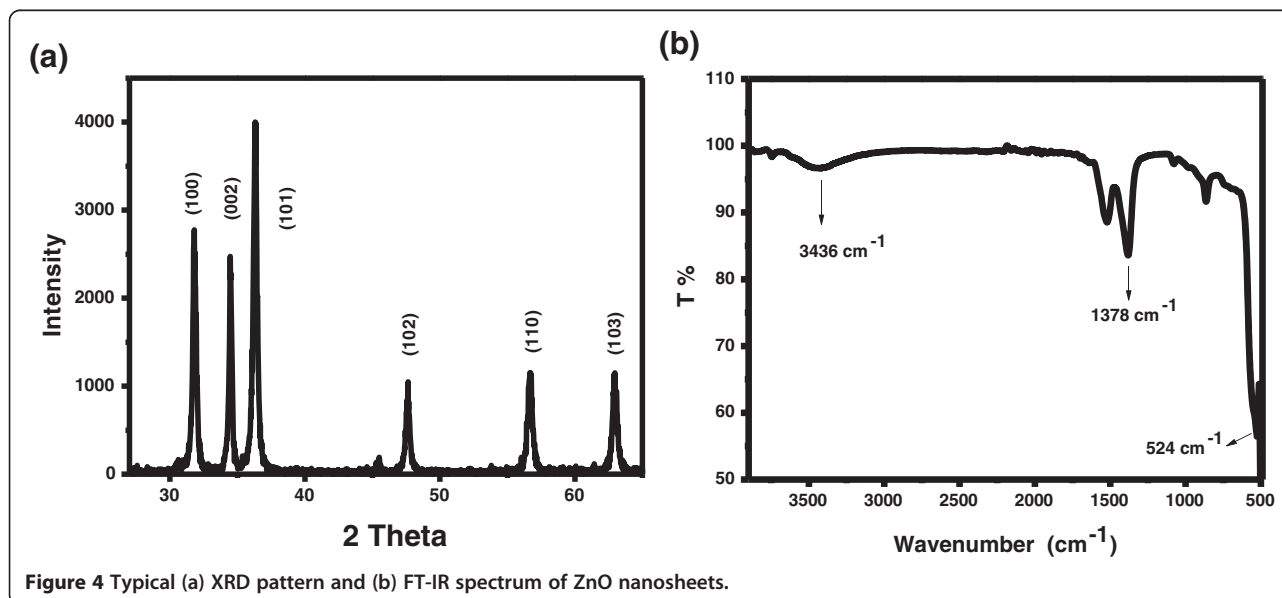 (a)
4000
3000
2000
1000
0
Intensity
(100)
(002)
(101)
(102)
(110)
(103)
30
40
50
60
2 Theta
(b)
110
100
90
80
70
60
50
T %
3436 cm-1
1378 cm-1
524 cm-1
3500
3000
2500
2000
1500
1000
500
Wavenumber (cm-1)
Figure 4 Typical (a) XRD pattern and (b) FT-IR spectrum of ZnO nanosheets.